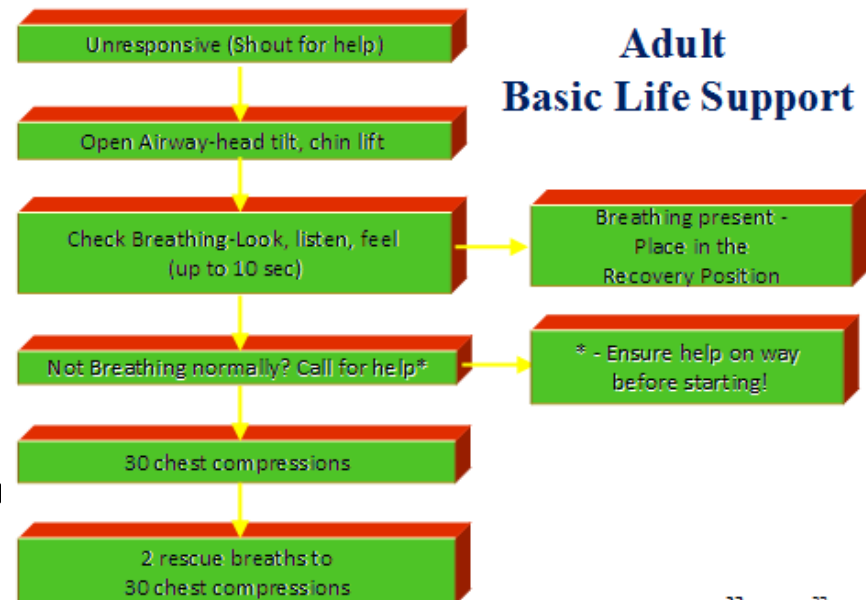 Adult
Basic Life Support
Unresponsive (Shout for help)
Open Airway-head tilt, chin lift
Check Breathing-Look, listen, feel
(up to 10 sec)
Breathing present -
Place in the
Recovery Position
Not Breathing normally? Call for help*
* - Ensure help on way
before starting!
30 chest compressions
2 rescue breaths to
30 chest compressions